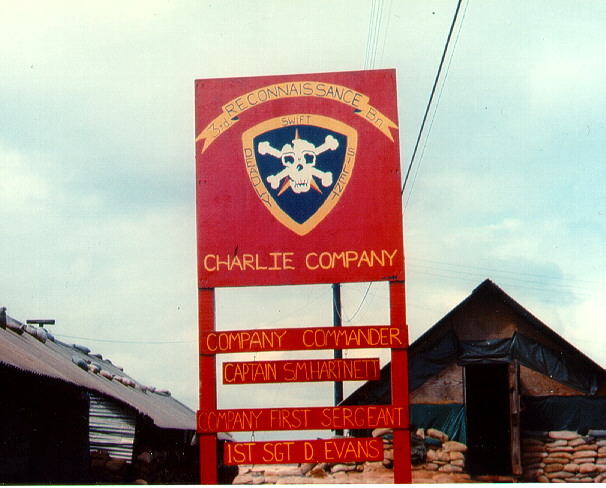 3rd RECONNAISSANCE Bn
SWIFT
DEADLY
SILENT
CHARLIE COMPANY
COMPANY COMMANDER
CAPTAIN S.M. HARTNETT
COMPANY FIRST SERGEANT
1ST SGT D. EVANS